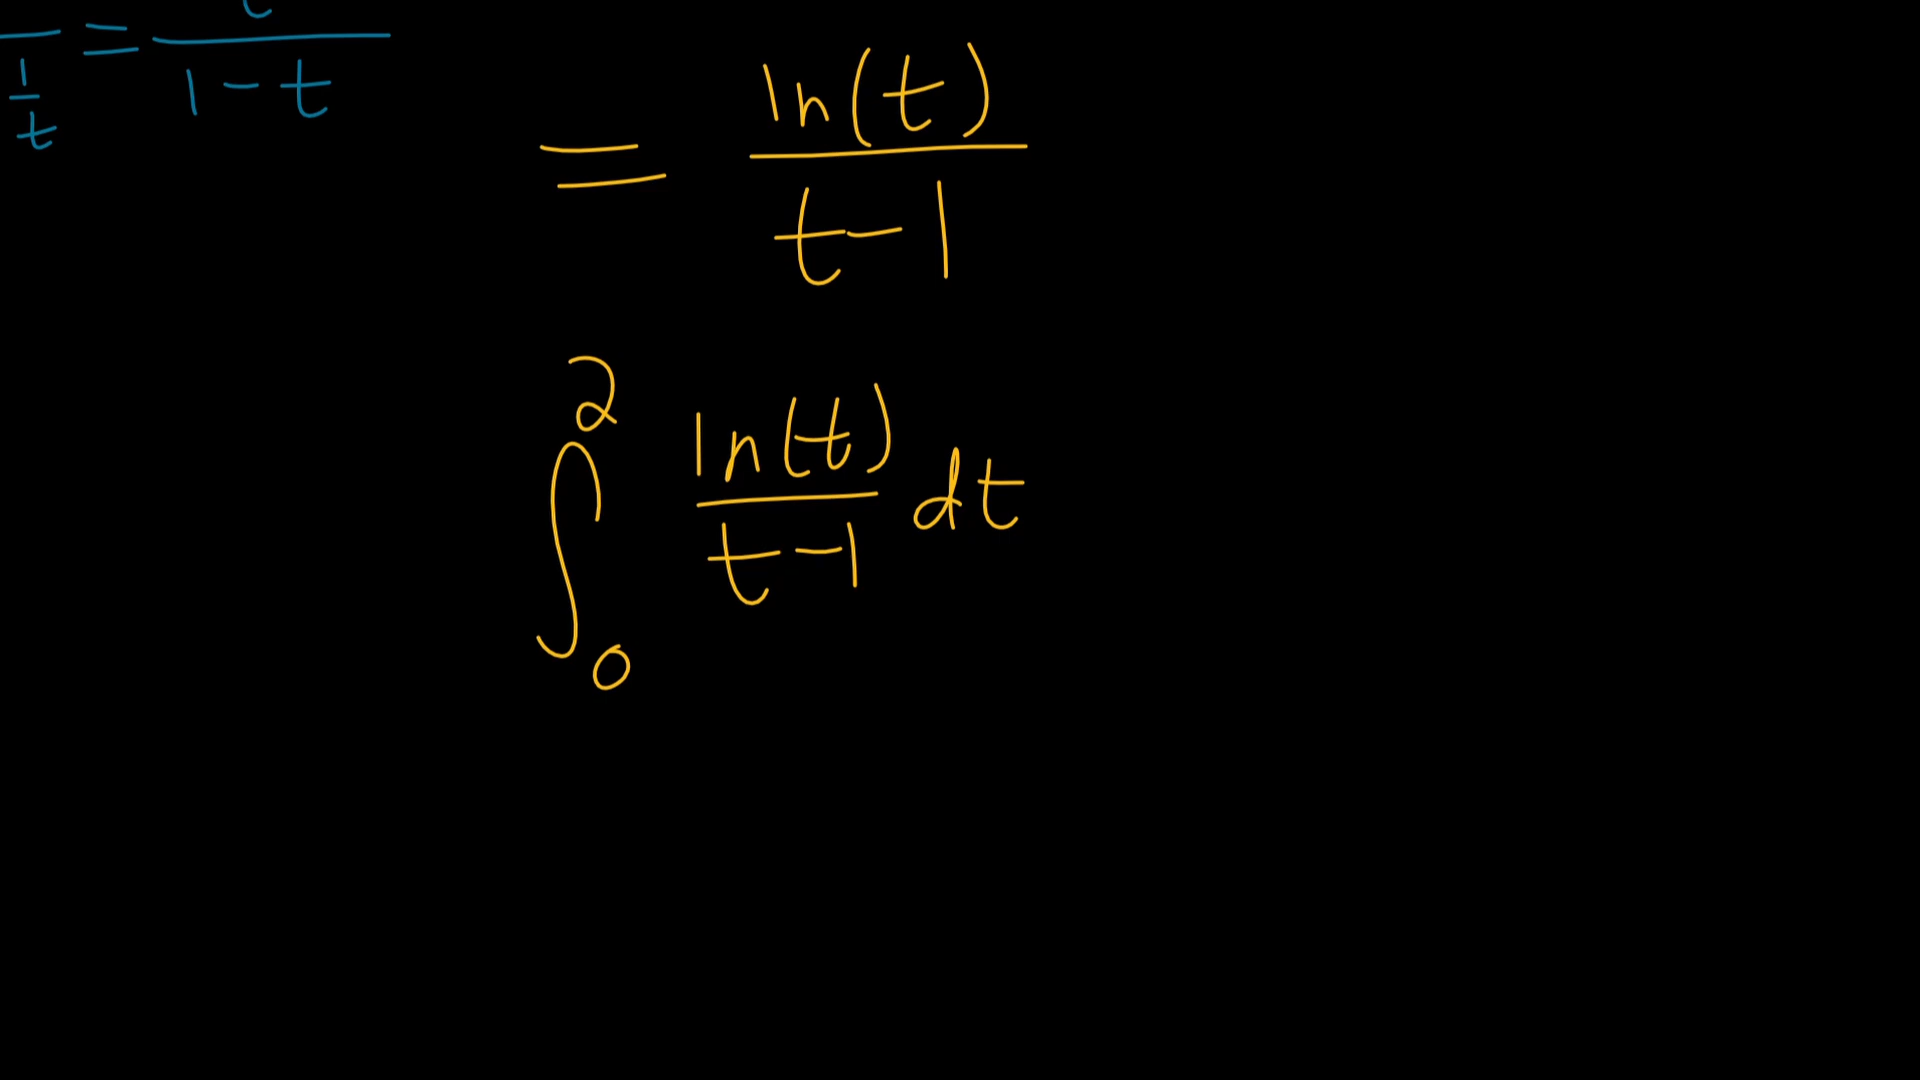 1/t = t/(1-t)
= ln(t)/(t-1)
∫₀² ln(t)/(t-1) dt